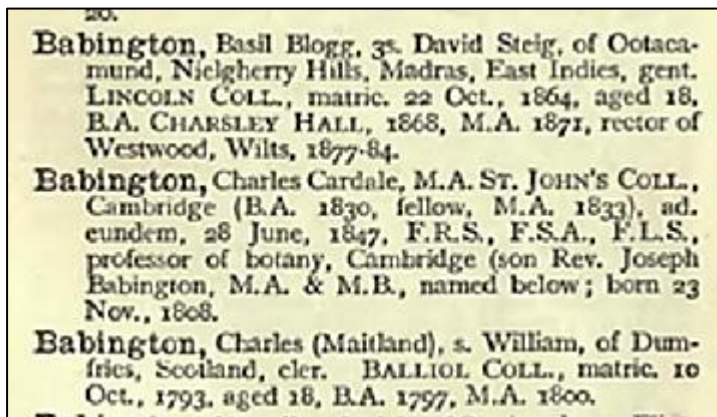 20.
Babington, Basil Blogg, 3s. David Steig, of Ootaca-
mund, Nielgherry Hills, Madras, East Indies, gent.
LINCOLN COLL., matric. 22 Oct., 1864, aged 18,
B.A. CHARSLEY HALL, 1868, M.A. 1871, rector of
Westwood, Wilts, 1877-84.
Babington, Charles Cardale, M.A. ST. JOHN'S COLL.,
Cambridge (B.A. 1830, fellow, M.A. 1833), ad.
eundem, 28 June, 1847, F.R.S., F.S.A., F.L.S.,
professor of botany, Cambridge (son Rev. Joseph
Babington, M.A. & M.B., named below; born 23
Nov., 1808.
Babington, Charles (Maitland), s. William, of Dum-
fries, Scotland, cler. BALLIOL COLL., matric. 10
Oct., 1793, aged 18, B.A. 1797, M.A. 1800.